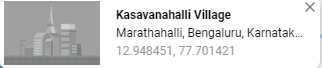 Kasavanahalli Village
Marathahalli, Bengaluru, Karnatak...
12.948451, 77.701421